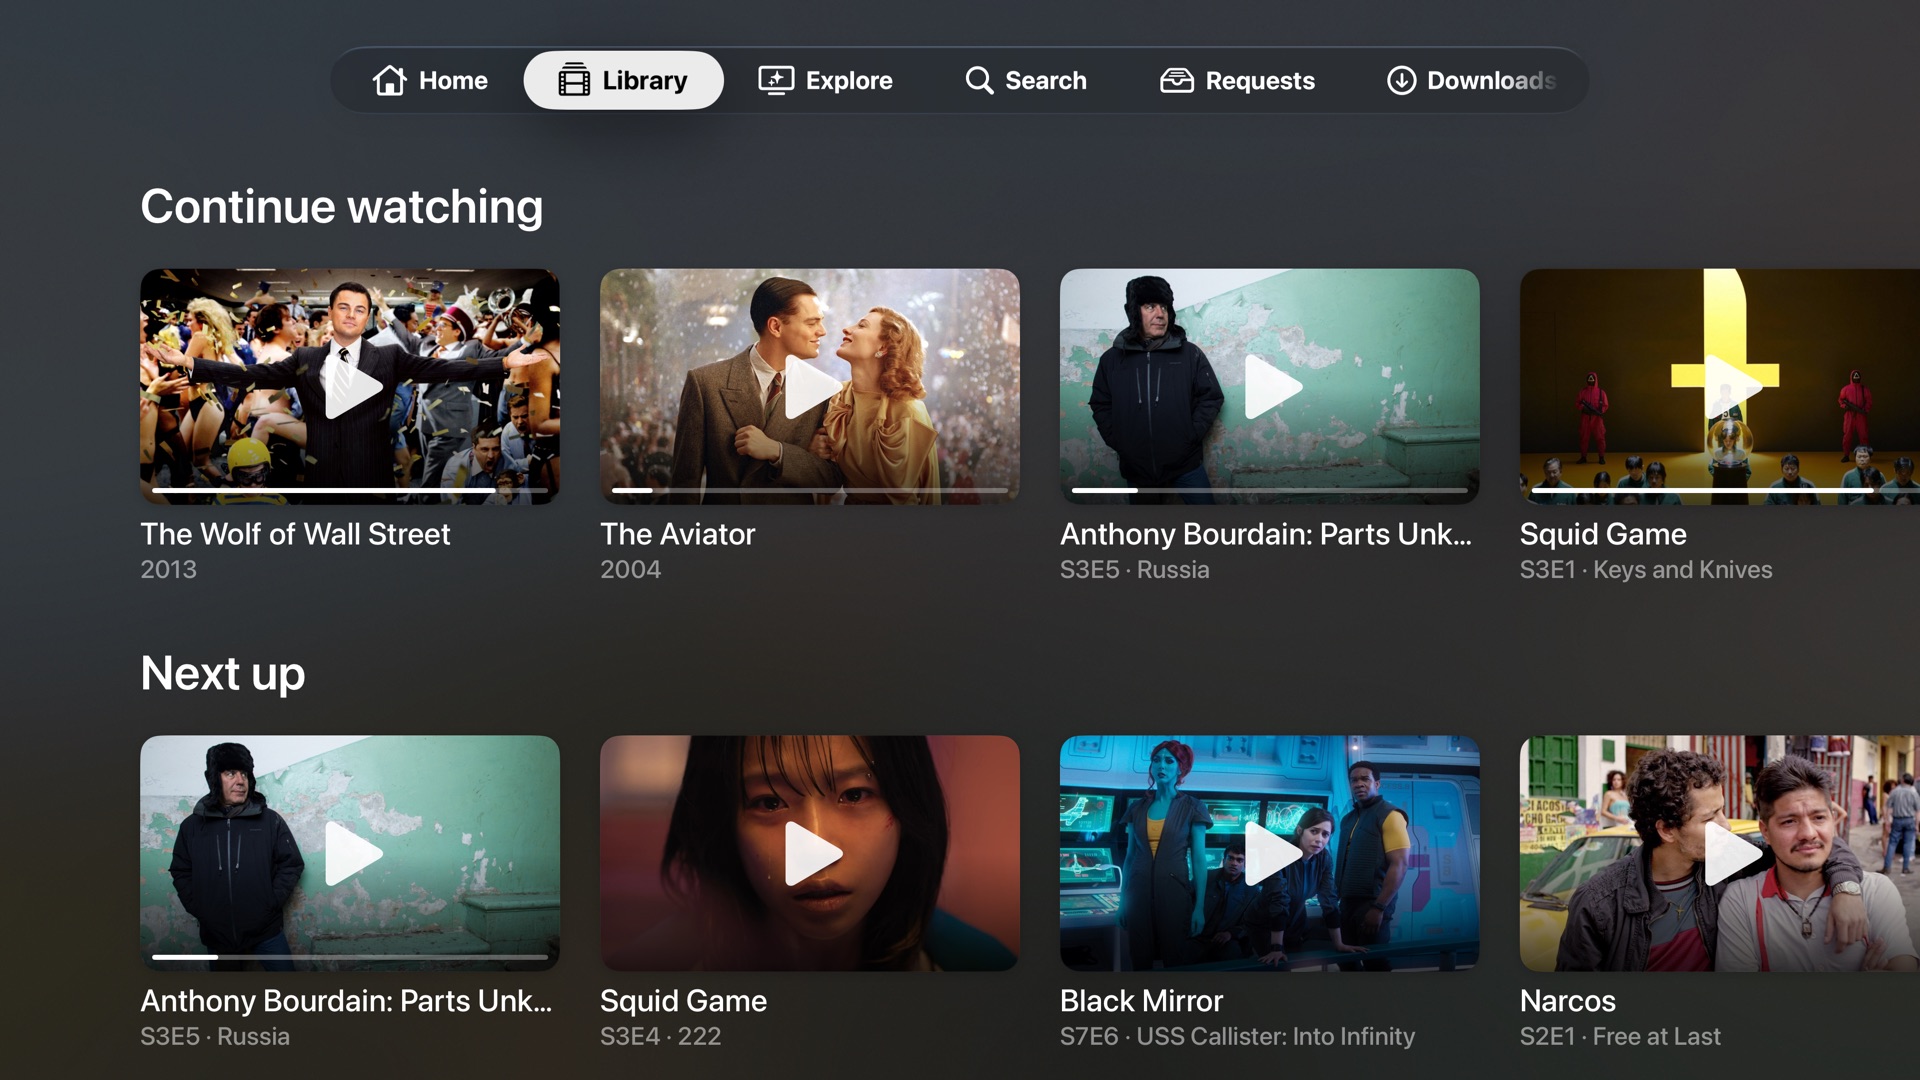 Home Library Explore Search Requests Downloads
Continue watching
The Wolf of Wall Street
2013
The Aviator
2004
Anthony Bourdain: Parts Unk...
S3E5 · Russia
Squid Game
S3E1 · Keys and Knives
Next up
Anthony Bourdain: Parts Unk...
S3E5 · Russia
Squid Game
S3E4 · 222
Black Mirror
S7E6 · USS Callister: Into Infinity
Narcos
S2E1 · Free at Last